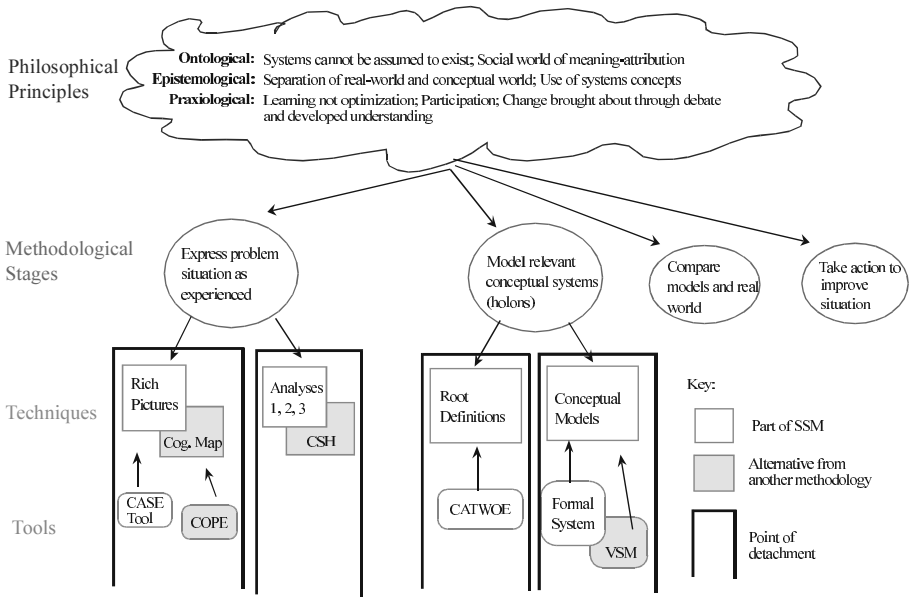 Philosophical
Principles
Ontological: Systems cannot be assumed to exist; Social world of meaning-attribution
Epistemological: Separation of real-world and conceptual world; Use of systems concepts
Praxiological: Learning not optimization; Participation; Change brought about through debate
and developed understanding
Methodological
Stages
Express problem
situation as
experienced
Model relevant
conceptual systems
(holons)
Compare
models and real
world
Take action to
improve
situation
Techniques
Rich
Pictures
Cog. Map
Analyses
1, 2, 3
CSH
Root
Definitions
Conceptual
Models
Tools
CASE
Tool
COPE
CATWOE
Formal
System
VSM
Key:
Part of SSM
Alternative from
another methodology
Point of
detachment